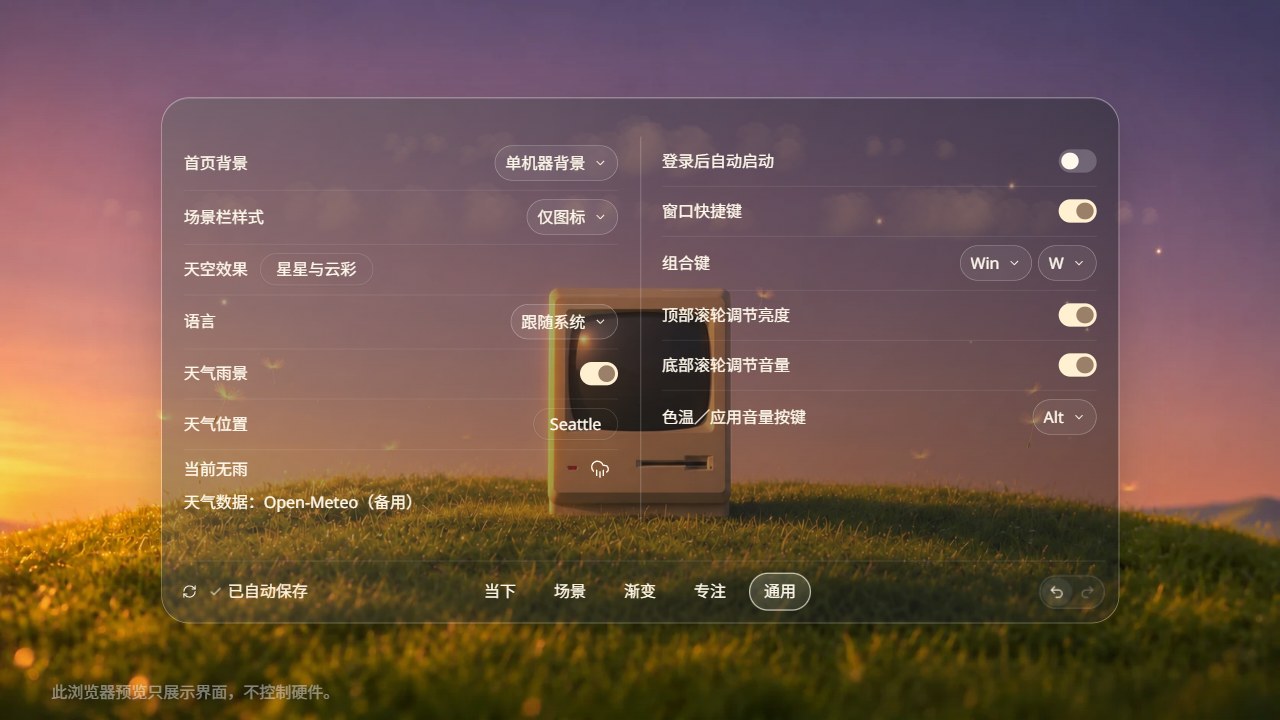 首页背景
单机器背景
场景栏样式
仅图标
天空效果
星星与云彩
语言
跟随系统
天气雨景
天气位置
Seattle
当前无雨
天气数据：Open-Meteo（备用）
登录后自动启动
窗口快捷键
组合键
Win
W
顶部滚轮调节亮度
底部滚轮调节音量
色温／应用音量按键
Alt
已自动保存
当下
场景
渐变
专注
通用
此浏览器预览只展示界面，不控制硬件。